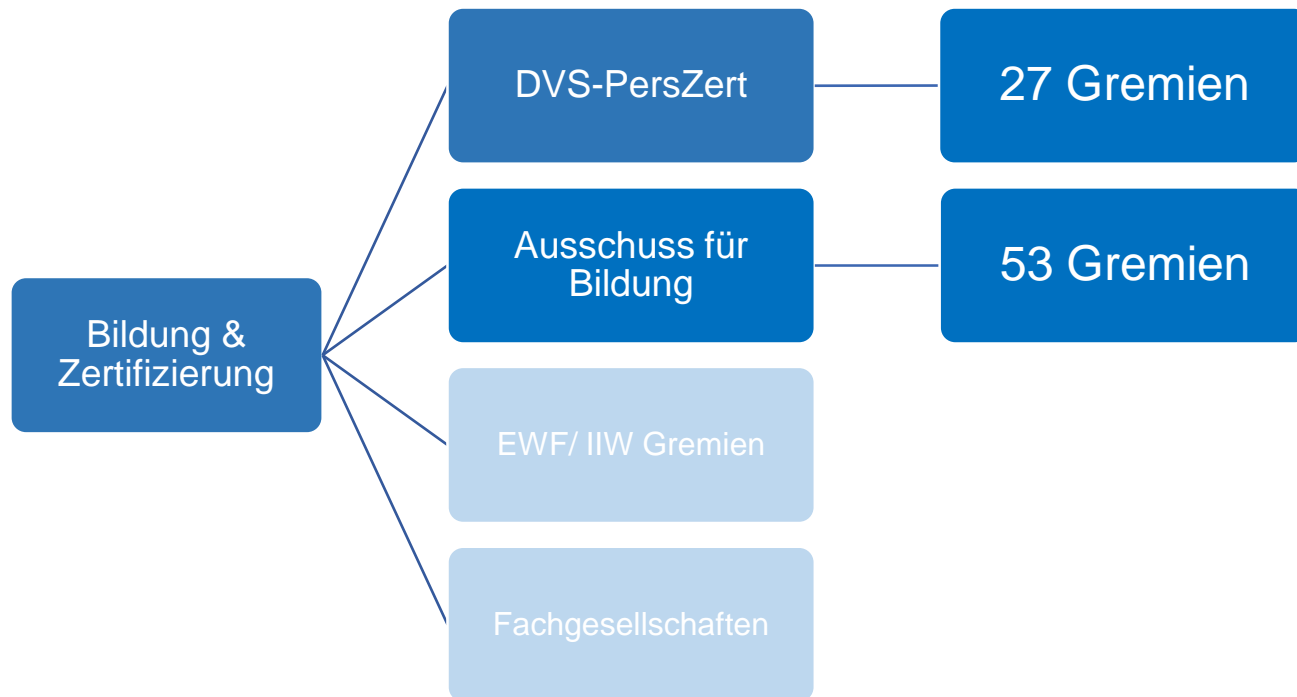 DVS-PersZert
27 Gremien
Ausschuss für
Bildung
53 Gremien
Bildung &
Zertifizierung
EWF/ IIW Gremien
Fachgesellschaften